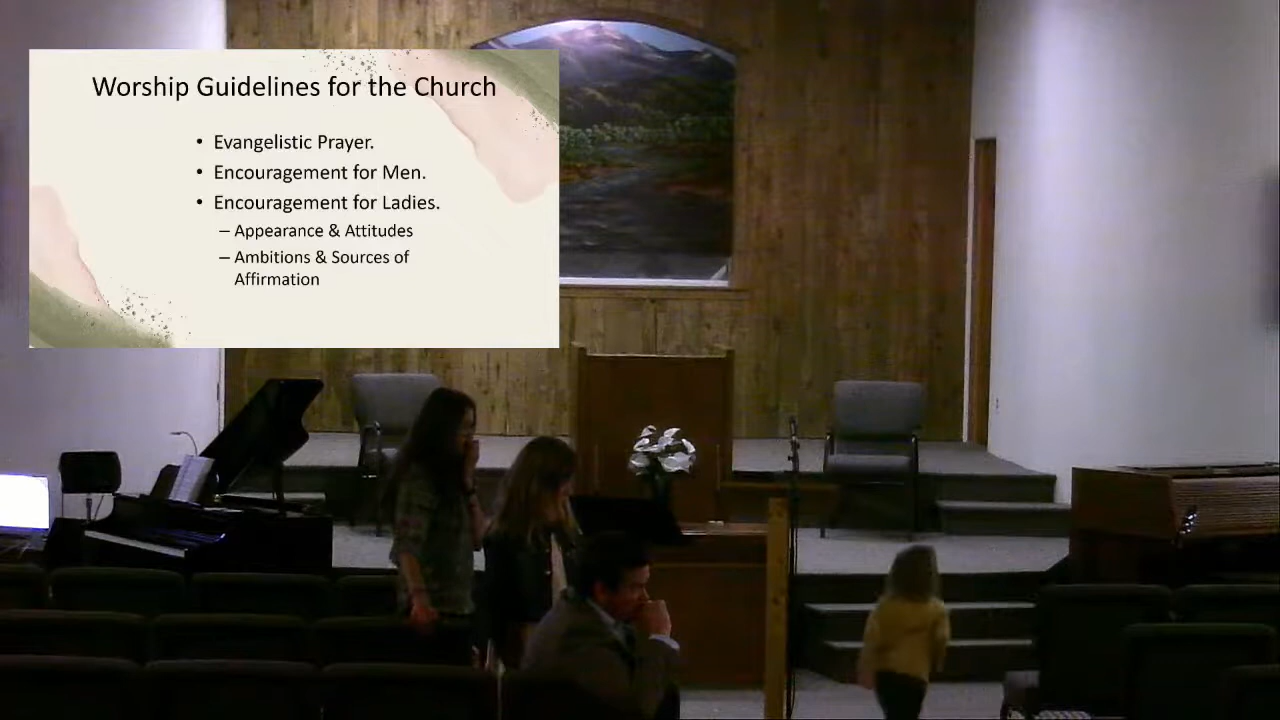 Worship Guidelines for the Church
• Evangelistic Prayer.
• Encouragement for Men.
• Encouragement for Ladies.
– Appearance & Attitudes
– Ambitions & Sources of
Affirmation